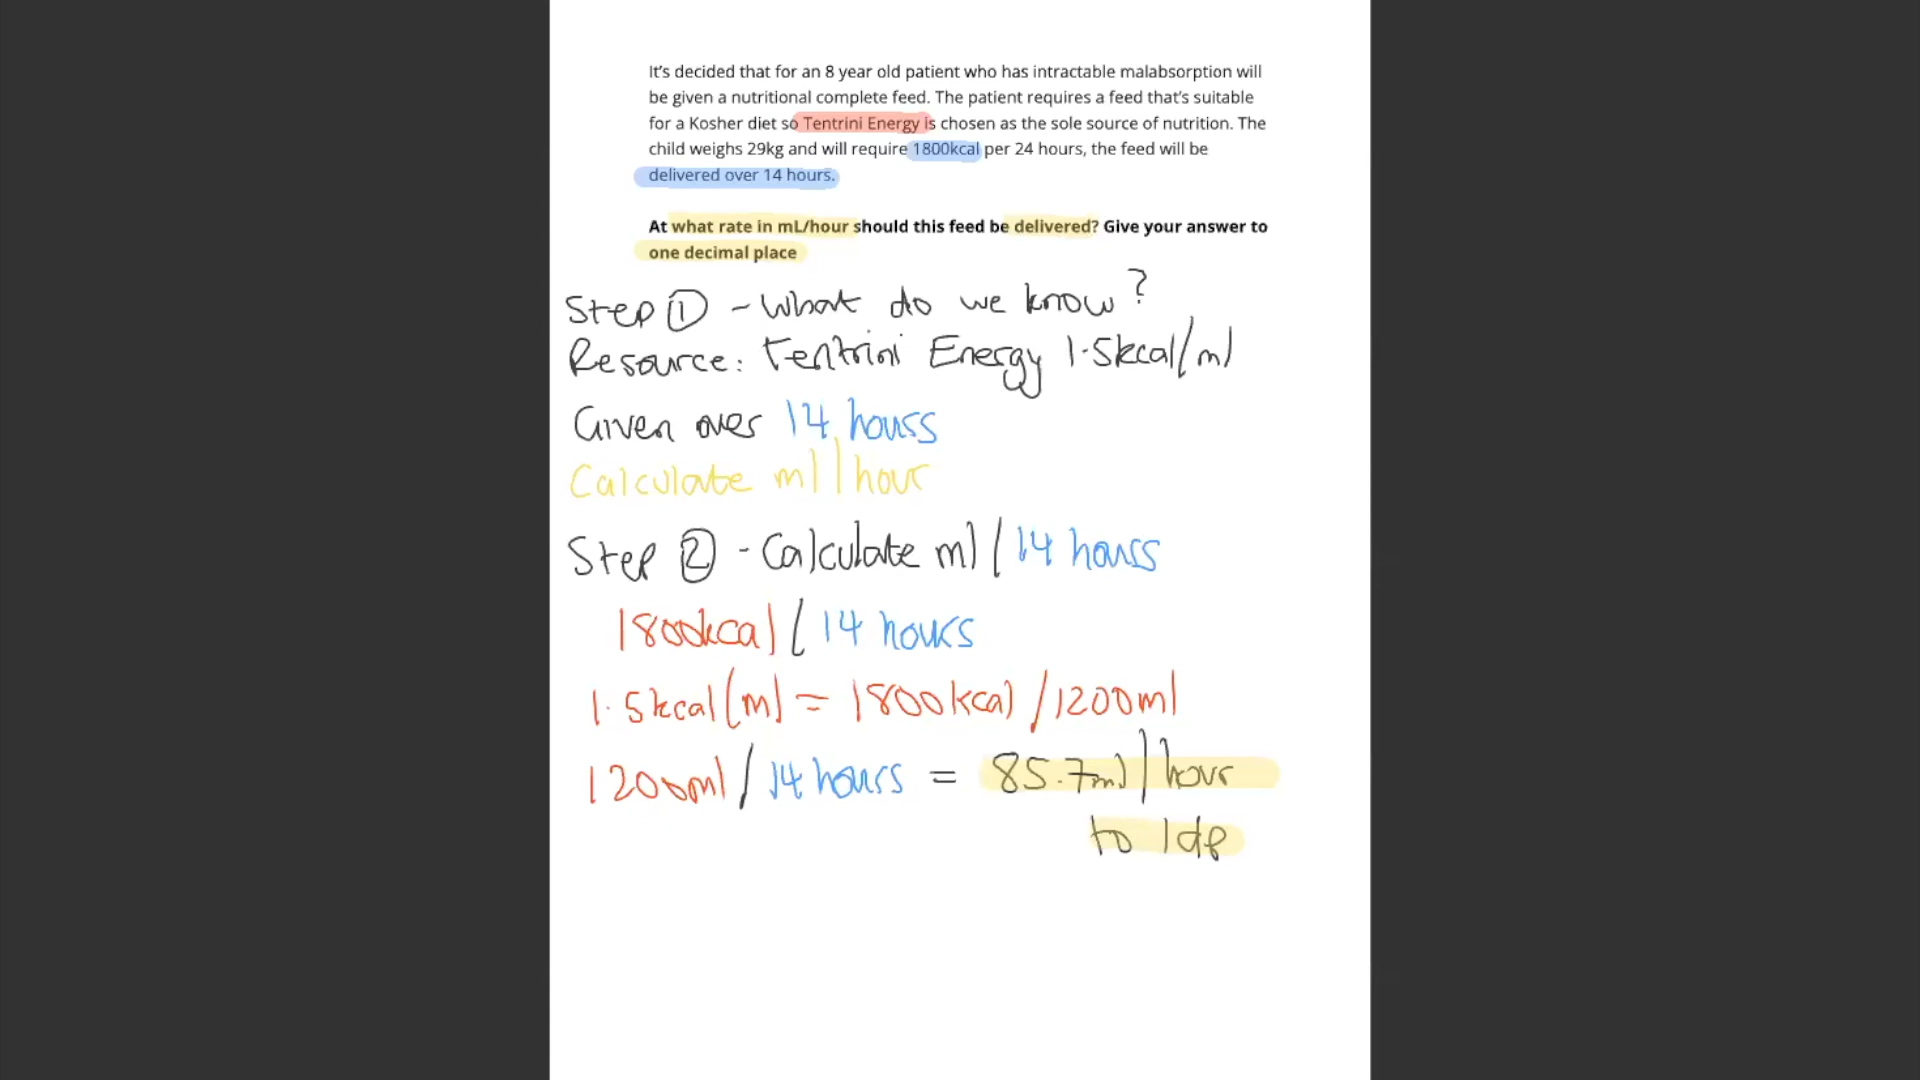 It's decided that for an 8 year old patient who has intractable malabsorption will
be given a nutritional complete feed. The patient requires a feed that's suitable
for a Kosher diet so Tentrini Energy is chosen as the sole source of nutrition. The
child weighs 29kg and will require 1800kcal per 24 hours, the feed will be
delivered over 14 hours.
At what rate in mL/hour should this feed be delivered? Give your answer to
one decimal place
Step ① - What do we know?
Resource: Tentrini Energy 1.5kcal/ml
Given over 14 hours
Calculate ml/hour
Step ② - Calculate ml/14 hours
1800kcal/14 hours
1.5kcal/ml = 1800kcal/1200ml
1200ml/14 hours = 85.7ml/hour
to 1dp